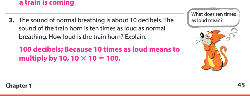 a train is coming
3. The sound of normal breathing is about 10 decibels. The
sound of the train horn is ten times as loud as normal
breathing. How loud is the train horn? Explain.
100 decibels; Because 10 times as loud means to
multiply by 10, 10 × 10 = 100.
What does ten times
as loud mean?
Chapter 1
45